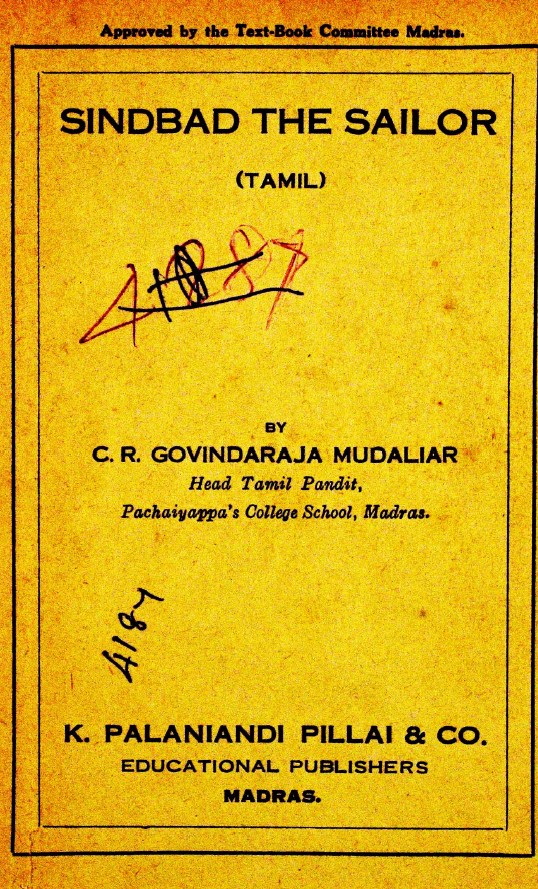 Approved by the Text-Book Committee Madras.
SINDBAD THE SAILOR
(TAMIL)
BY
C. R. GOVINDARAJA MUDALIAR
Head Tamil Pandit,
Pachaiyappa's College School, Madras.
4187
K. PALANIANDI PILLAI & CO.
EDUCATIONAL PUBLISHERS
MADRAS.